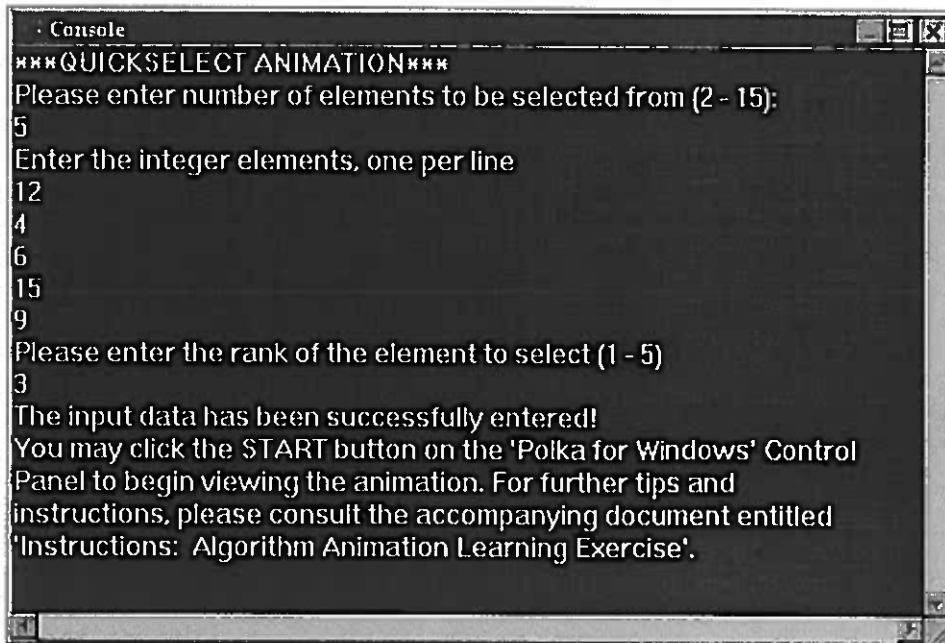 Console
***QUICKSELECT ANIMATION***
Please enter number of elements to be selected from (2 - 15):
5
Enter the integer elements, one per line
12
4
6
15
9
Please enter the rank of the element to select (1 - 5)
3
The input data has been successfully entered!
You may click the START button on the 'Polka for Windows' Control
Panel to begin viewing the animation. For further tips and
instructions, please consult the accompanying document entitled
'Instructions: Algorithm Animation Learning Exercise'.